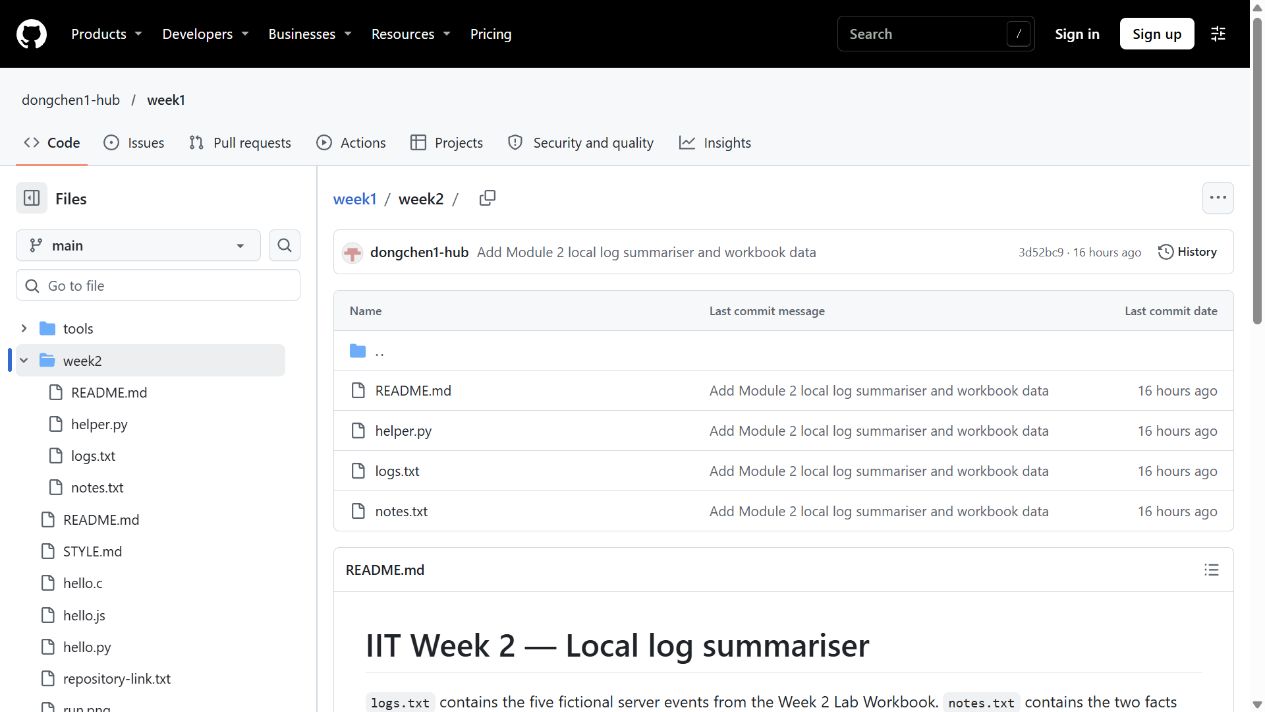 Products Developers Businesses Resources Pricing Search / Sign in Sign up
dongchen1-hub / week1
Code Issues Pull requests Actions Projects Security and quality Insights
Files
main
Go to file
tools
week2
README.md
helper.py
logs.txt
notes.txt
README.md
STYLE.md
hello.c
hello.js
hello.py
repository-link.txt
run.png
week1 / week2 /
dongchen1-hub Add Module 2 local log summariser and workbook data 3d52bc9 · 16 hours ago History
Name Last commit message Last commit date
..
README.md Add Module 2 local log summariser and workbook data 16 hours ago
helper.py Add Module 2 local log summariser and workbook data 16 hours ago
logs.txt Add Module 2 local log summariser and workbook data 16 hours ago
notes.txt Add Module 2 local log summariser and workbook data 16 hours ago
README.md
IIT Week 2 — Local log summariser
logs.txt contains the five fictional server events from the Week 2 Lab Workbook. notes.txt contains the two facts